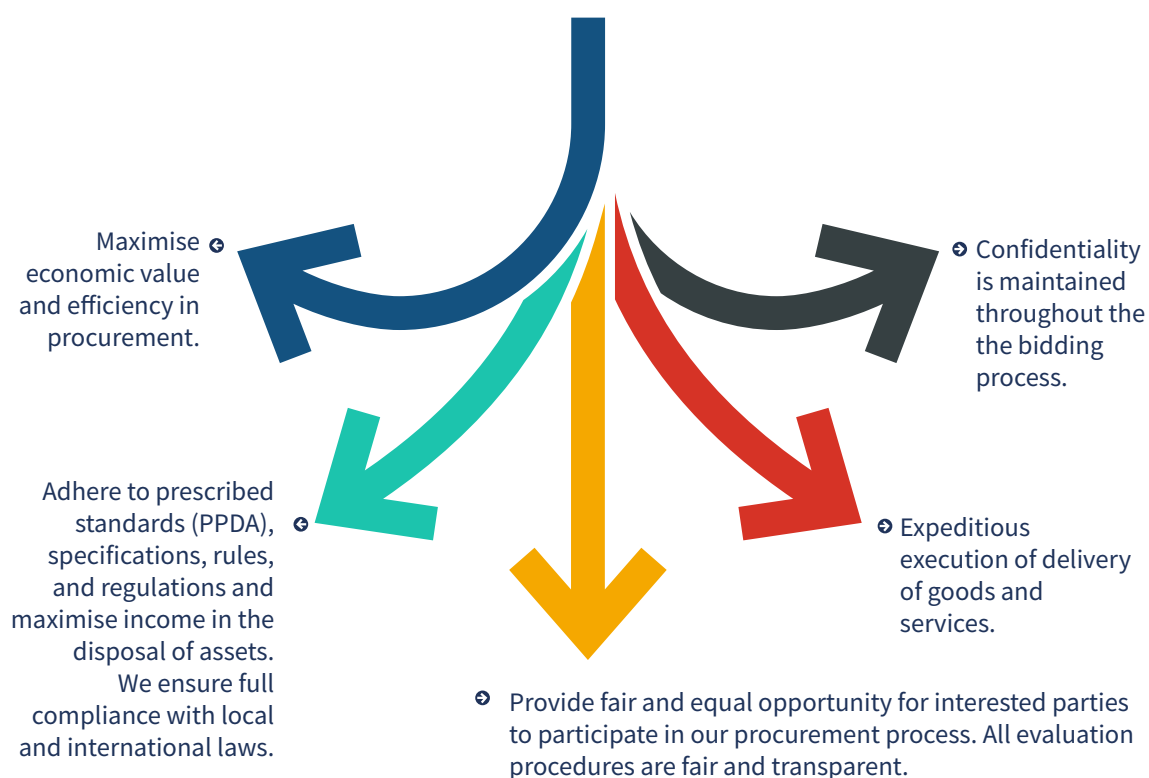 Maximise
economic value
and efficiency in
procurement.
Confidentiality
is maintained
throughout the
the bidding
process.
Adhere to prescribed
standards (PPDA),
specifications, rules,
and regulations and
maximise income in the
disposal of assets.
We ensure full
compliance with local
and international laws.
Expeditious
execution of delivery
of goods and
services.
Provide fair and equal opportunity for interested parties
to participate in our procurement process. All evaluation
procedures are fair and transparent.